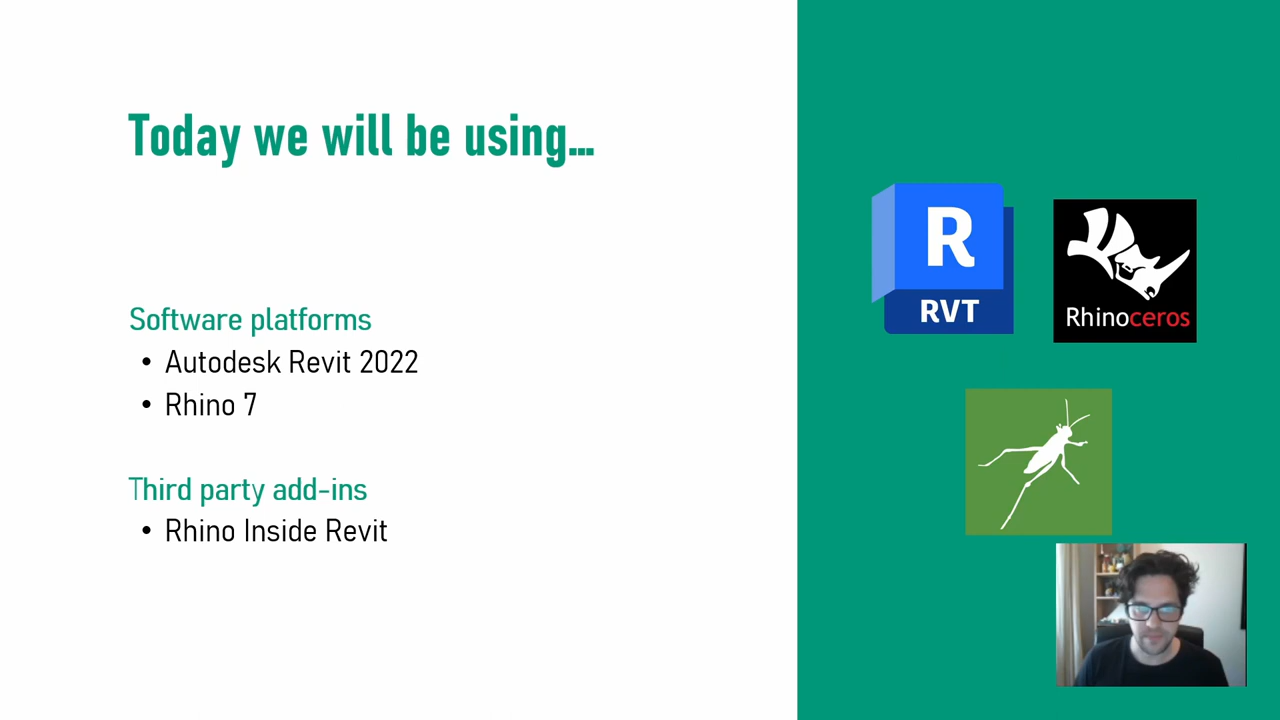 Today we will be using...
Software platforms
• Autodesk Revit 2022
• Rhino 7
Third party add-ins
• Rhino Inside Revit
R
RVT
Rhinoceros